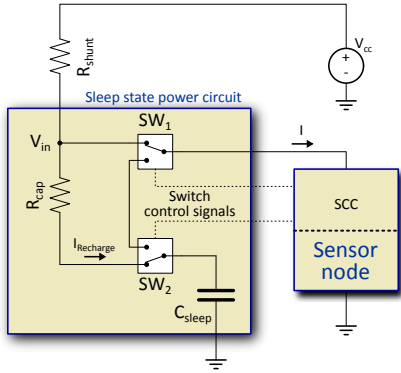 R_shunt
V_cc
+
-
Sleep state power circuit
SW_1
V_in
I
R_cap
Switch
control signals
SCC
I_Recharge
Sensor
node
SW_2
C_sleep